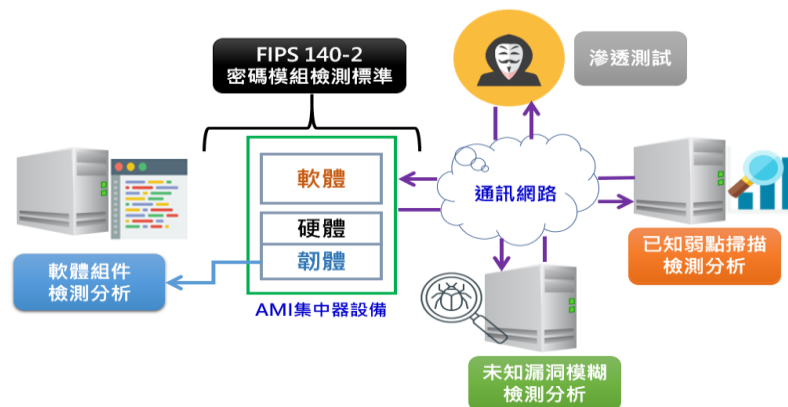 FIPS 140-2
密碼模組檢測標準
滲透測試
軟體
硬體
韌體
通訊網路
軟體組件
檢測分析
AMI集中器設備
已知弱點掃描
檢測分析
未知漏洞模糊
檢測分析